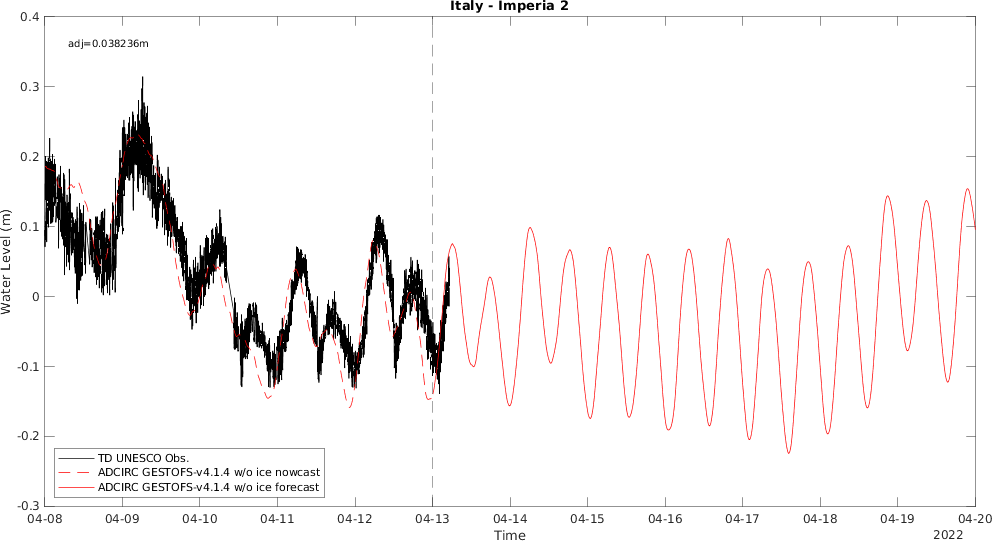 Italy - Imperia 2
adj=0.038236m
Water Level (m)
0.4
0.3
0.2
0.1
0
-0.1
-0.2
-0.3
TD UNESCO Obs.
ADCIRC GESTOFS-v4.1.4 w/o ice nowcast
ADCIRC GESTOFS-v4.1.4 w/o ice forecast
04-08 04-09 04-10 04-11 04-12 04-13 04-14 04-15 04-16 04-17 04-18 04-19 04-20
Time
2022